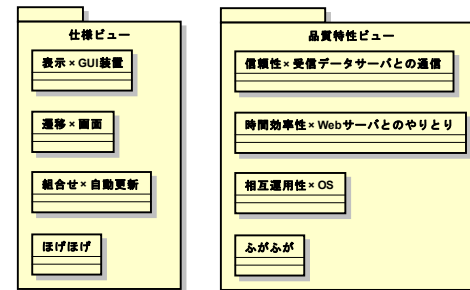 仕様ビュー
表示×GUI装置
遷移×画面
組合せ×自動更新
ほげほげ
品質特性ビュー
信頼性×受信データサーバとの通信
時間効率性×Webサーバとのやりとり
相互運用性×OS
ふがふが